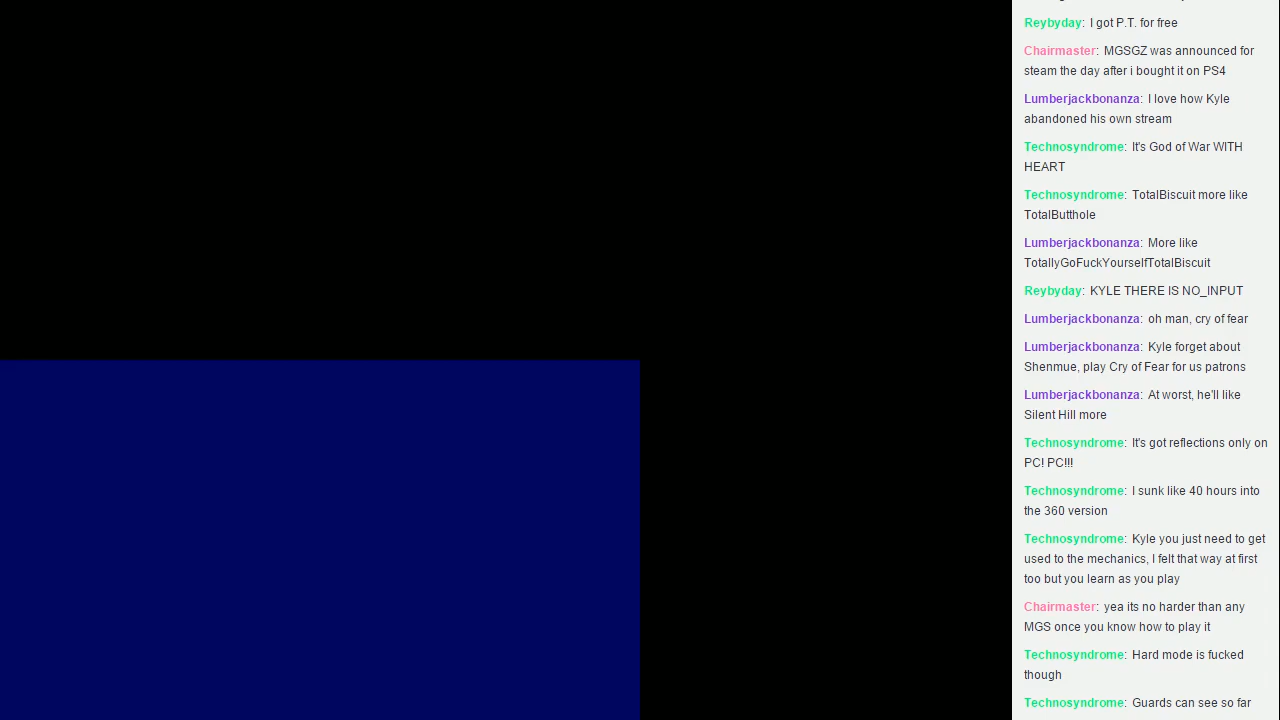 Reybyday: I got P.T. for free
Chairmaster: MGSGZ was announced for
steam the day after i bought it on PS4
Lumberjackbonanza: I love how Kyle
abandoned his own stream
Technosyndrome: It's God of War WITH
HEART
Technosyndrome: TotalBiscuit more like
TotalButthole
Lumberjackbonanza: More like
TotallyGoFuckYourselfTotalBiscuit
Reybyday: KYLE THERE IS NO_INPUT
Lumberjackbonanza: oh man, cry of fear
Lumberjackbonanza: Kyle forget about
Shenmue, play Cry of Fear for us patrons
Lumberjackbonanza: At worst, he'll like
Silent Hill more
Technosyndrome: It's got reflections only on
PC! PC!!!
Technosyndrome: I sunk like 40 hours into
the 360 version
Technosyndrome: Kyle you just need to get
used to the mechanics, I felt that way at first
too but you learn as you play
Chairmaster: yea its no harder than any
MGS once you know how to play it
Technosyndrome: Hard mode is fucked
though
Technosyndrome: Guards can see so far